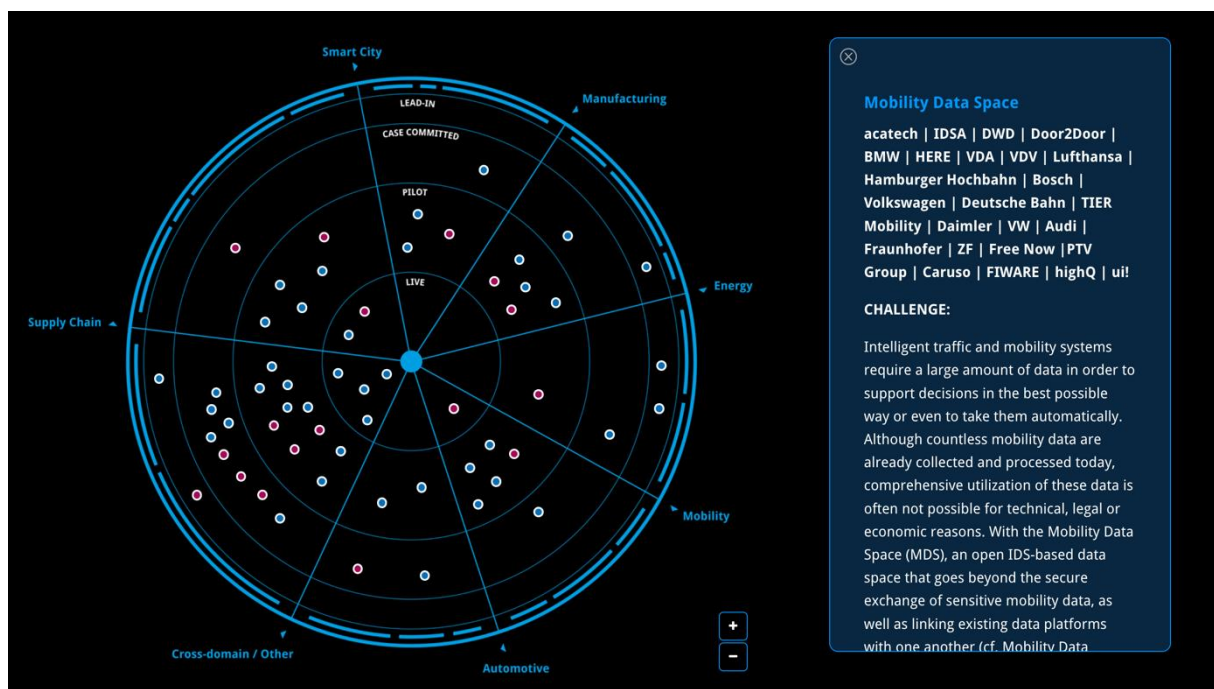 Smart City
Manufacturing
LEAD-IN
CASE COMMITTED
PILOT
LIVE
Energy
Supply Chain
Mobility
Cross-domain / Other
Automotive
+
−
Mobility Data Space
acatech | IDSA | DWD | Door2Door |
BMW | HERE | VDA | VDV | Lufthansa |
Hamburger Hochbahn | Bosch |
Volkswagen | Deutsche Bahn | TIER
Mobility | Daimler | VW | Audi |
Fraunhofer | ZF | Free Now |PTV
Group | Caruso | FIWARE | highQ | ui!
CHALLENGE:
Intelligent traffic and mobility systems
require a large amount of data in order to
support decisions in the best possible
way or even to take them automatically.
Although countless mobility data are
already collected and processed today,
comprehensive utilization of these data is
often not possible for technical, legal or
economic reasons. With the Mobility Data
Space (MDS), an open IDS-based data
space that goes beyond the secure
exchange of sensitive mobility data, as
well as linking existing data platforms
with one another (cf. Mobility Data